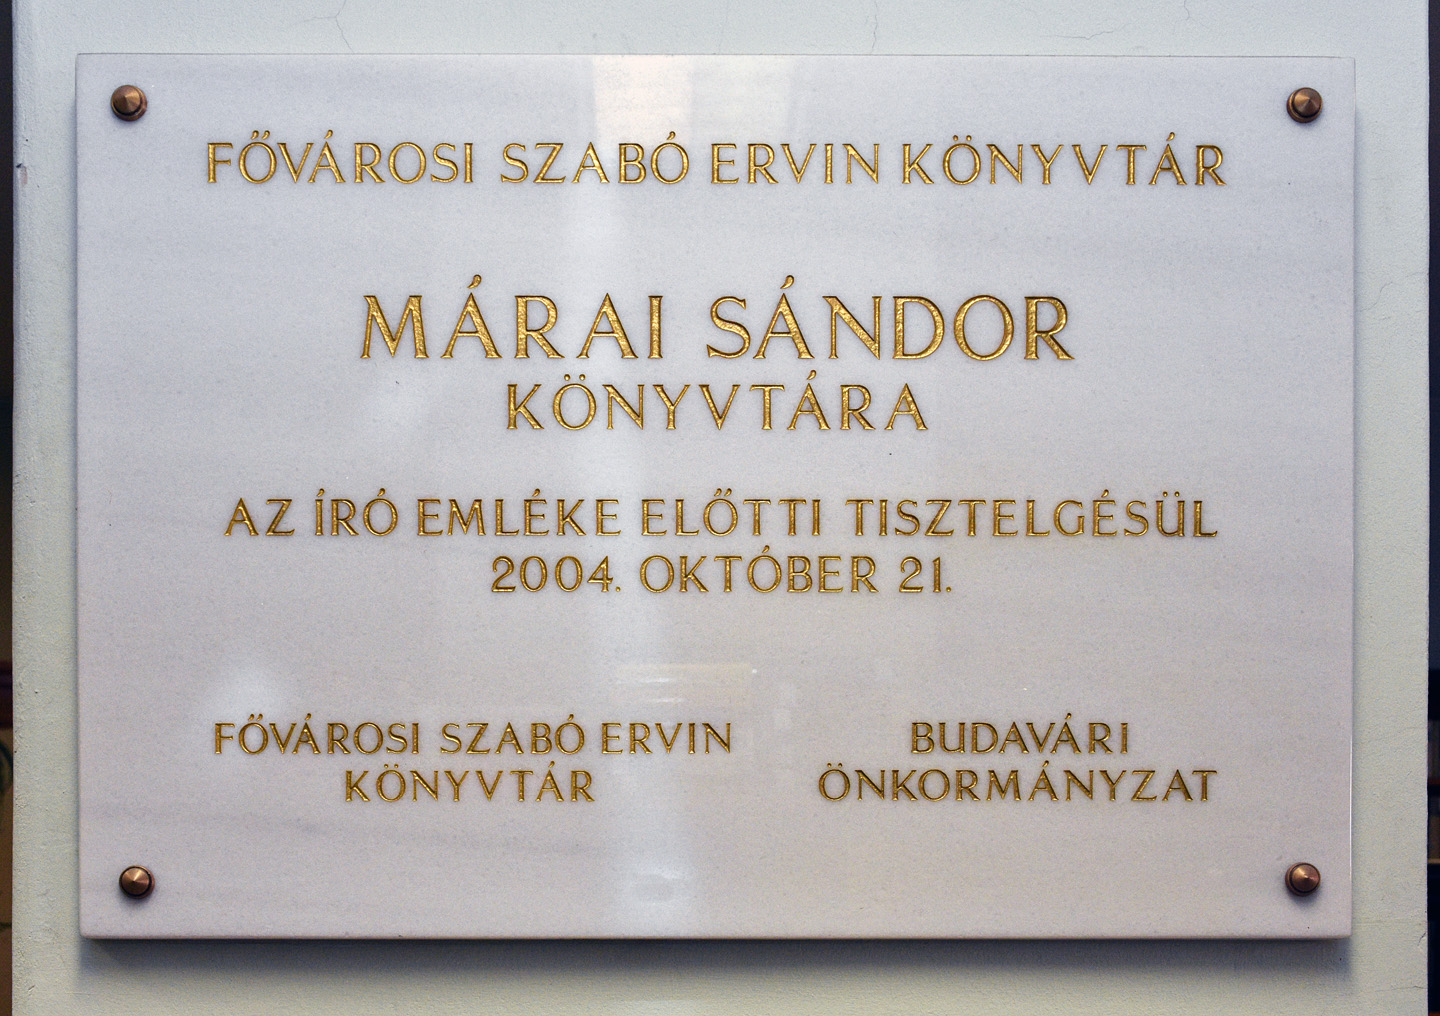 FŐVÁROSI SZABÓ ERVIN KÖNYVTÁR
MÁRAI SÁNDOR
KÖNYVTÁRA
AZ ÍRÓ EMLÉKE ELŐTTI TISZTELGÉSÜL
2004. OKTÓBER 21.
FŐVÁROSI SZABÓ ERVIN
KÖNYVTÁR
BUDAVÁRI
ÖNKORMÁNYZAT